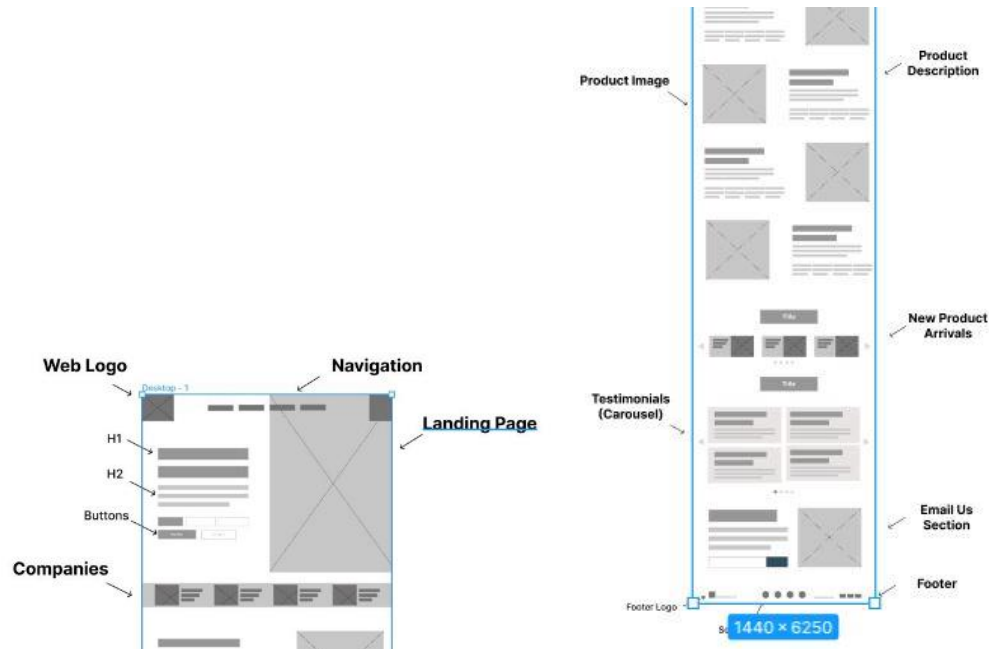 Web Logo
Navigation
Desktop - 1
Landing Page
H1
H2
Buttons
Companies
Product Image
Product
Description
Title
New Product
Arrivals
Title
Testimonials
(Carousel)
Email Us
Section
Footer
Footer Logo
1440 × 6250